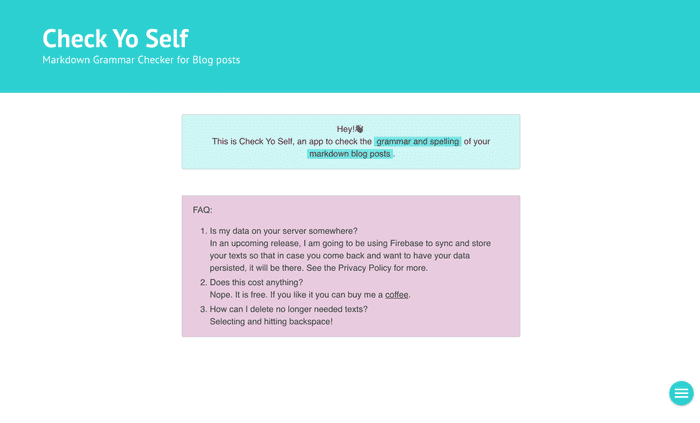 Check Yo Self
Markdown Grammar Checker for Blog posts
Hey!👋
This is Check Yo Self, an app to check the grammar and spelling of your
markdown blog posts.
FAQ:
1. Is my data on your server somewhere?
In an upcoming release, I am going to be using Firebase to sync and store
your texts so that in case you come back and want to have your data
persisted, it will be there. See the Privacy Policy for more.
2. Does this cost anything?
Nope. It is free. If you like it you can buy me a coffee.
3. How can I delete no longer needed texts?
Selecting and hitting backspace!